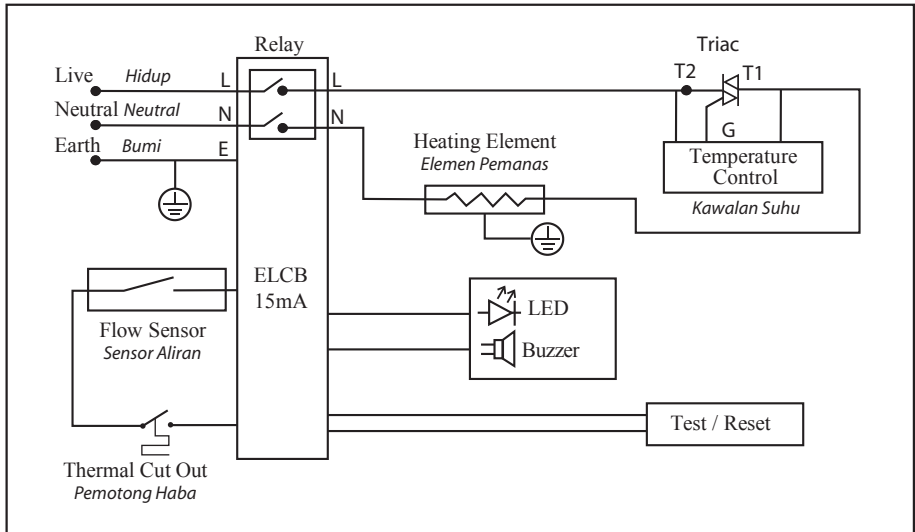 Relay
Triac
Live Hidup L L T2 T1
Neutral Neutral N N
Earth Bumi E
G
Heating Element
Elemen Pemanas
Temperature
Control
Kawalan Suhu
ELCB
15mA
Flow Sensor
Sensor Aliran
LED
Buzzer
Test / Reset
Thermal Cut Out
Pemotong Haba